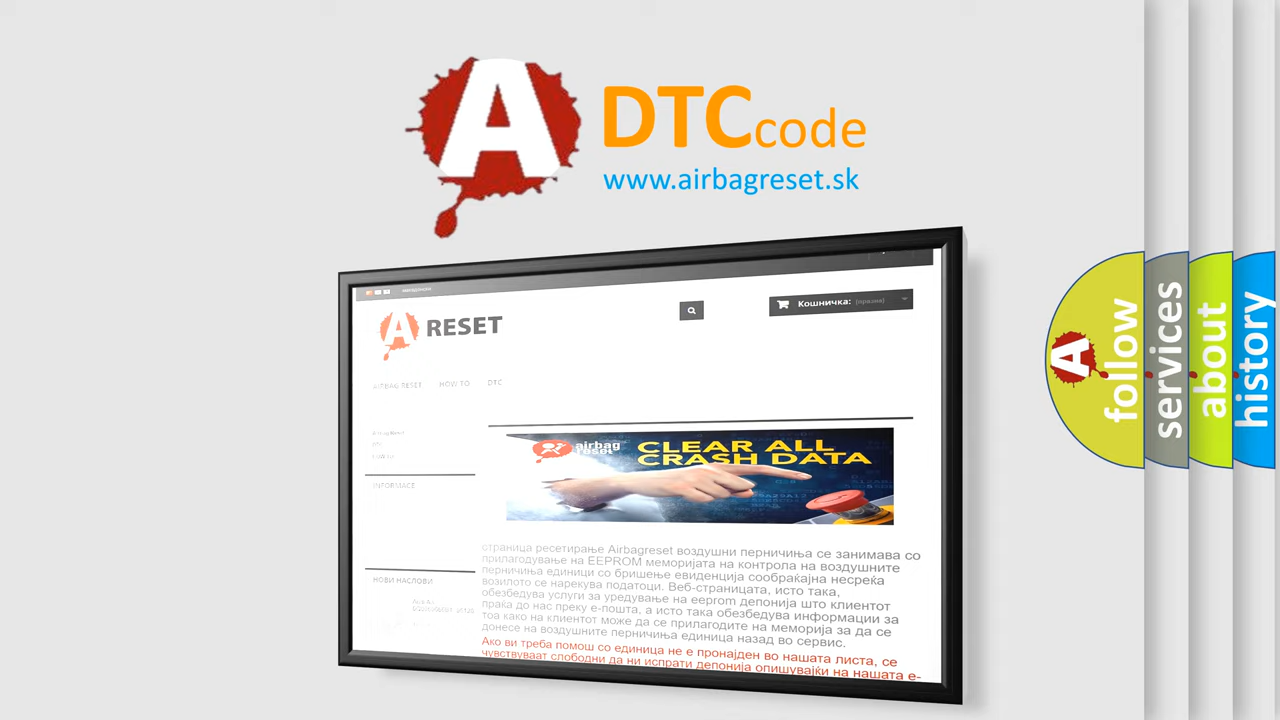 A
DTCcode
www.airbagreset.sk
Кошничка: (празна)
A RESET
AIRBAG RESET HOW TO DTC
airbag
reset
CLEAR ALL
CRASH DATA
INFORMACE
НОВИ НАСЛОВИ
страница ресетирање Airbagreset воздушни перничиња се занимава со
прилагодување на EEPROM меморијата на контрола на воздушните
перничиња единици со бришење евиденција сообраќајна несреќа
возилото се нарекува податоци. Веб-страницата, исто така,
обезбедува услуги за уредување на eeprom депонија што клиентот
праќа до нас преку е-пошта, а исто така обезбедува информации за
тоа како на клиентот може да се прилагодите на меморија за да се
донесе на воздушните перничиња единица назад во сервис.
Ако ви треба помош со единица не е пронајден во нашата листа, се
чувствуваат слободни да ни испрати депонија опишувајќи на нашата е-
A
follow
services
about
history